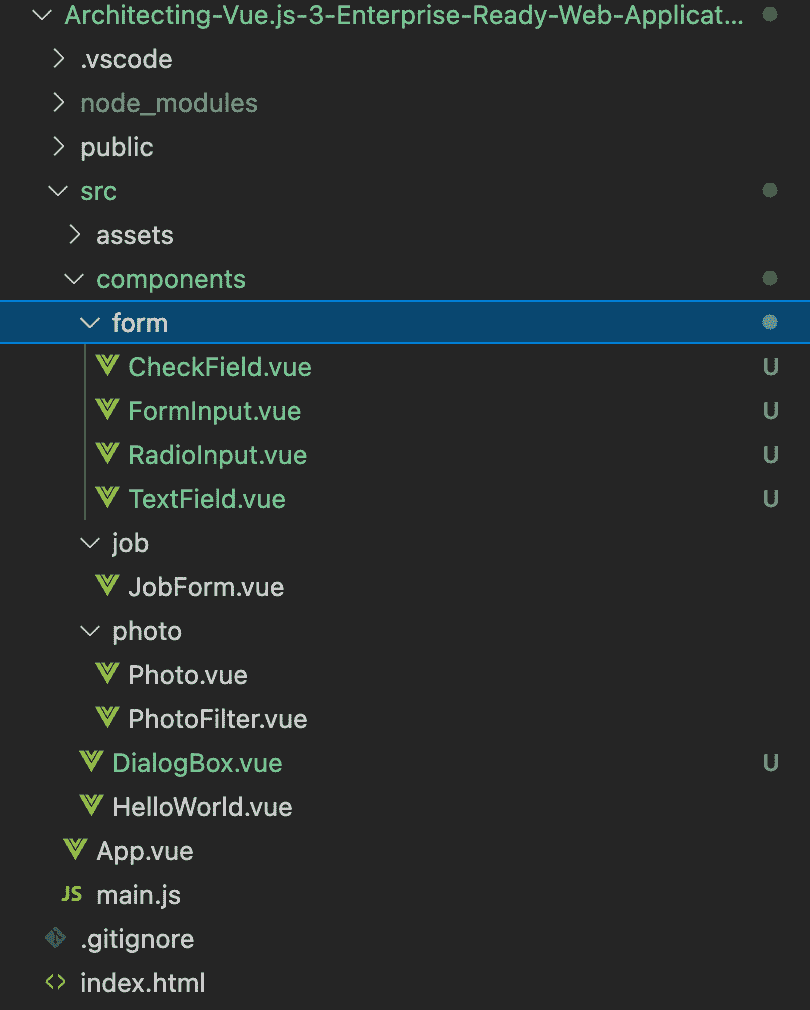 Architecting-Vue.js-3-Enterprise-Ready-Web-Applicat...
.vscode
node_modules
public
src
assets
components
form
CheckField.vue U
FormInput.vue U
RadioInput.vue U
TextField.vue U
job
JobForm.vue
photo
Photo.vue
PhotoFilter.vue
DialogBox.vue U
HelloWorld.vue
App.vue
JS main.js
.gitignore
<> index.html